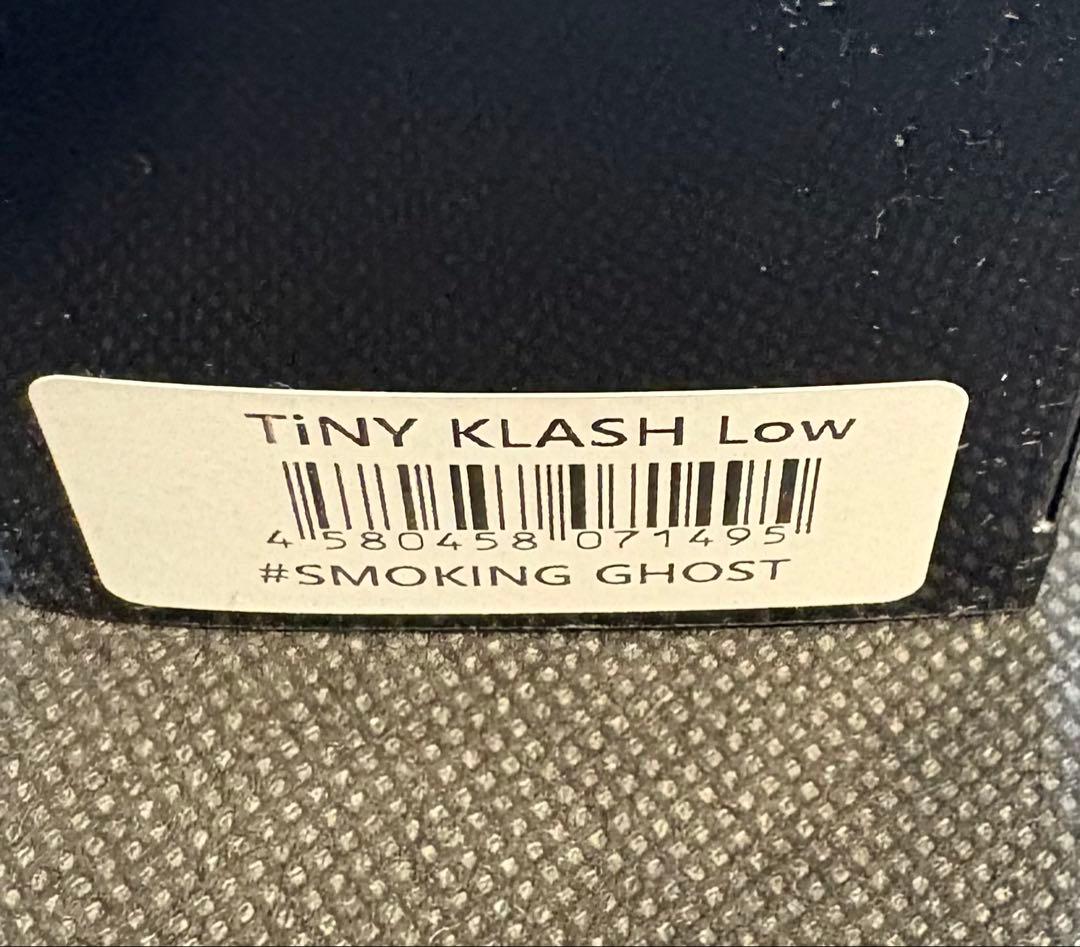 TiNY KLASH Low
4 580458 071495
#SMOKING GHOST